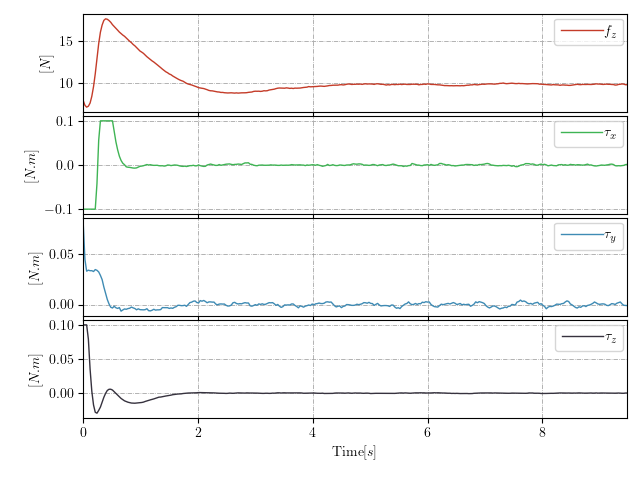 15
10
[N]
f_z
0.1
0.0
−0.1
[N.m]
τ_x
0.05
0.00
[N.m]
τ_y
0.10
0.05
0.00
[N.m]
τ_z
0 2 4 6 8
Time[s]